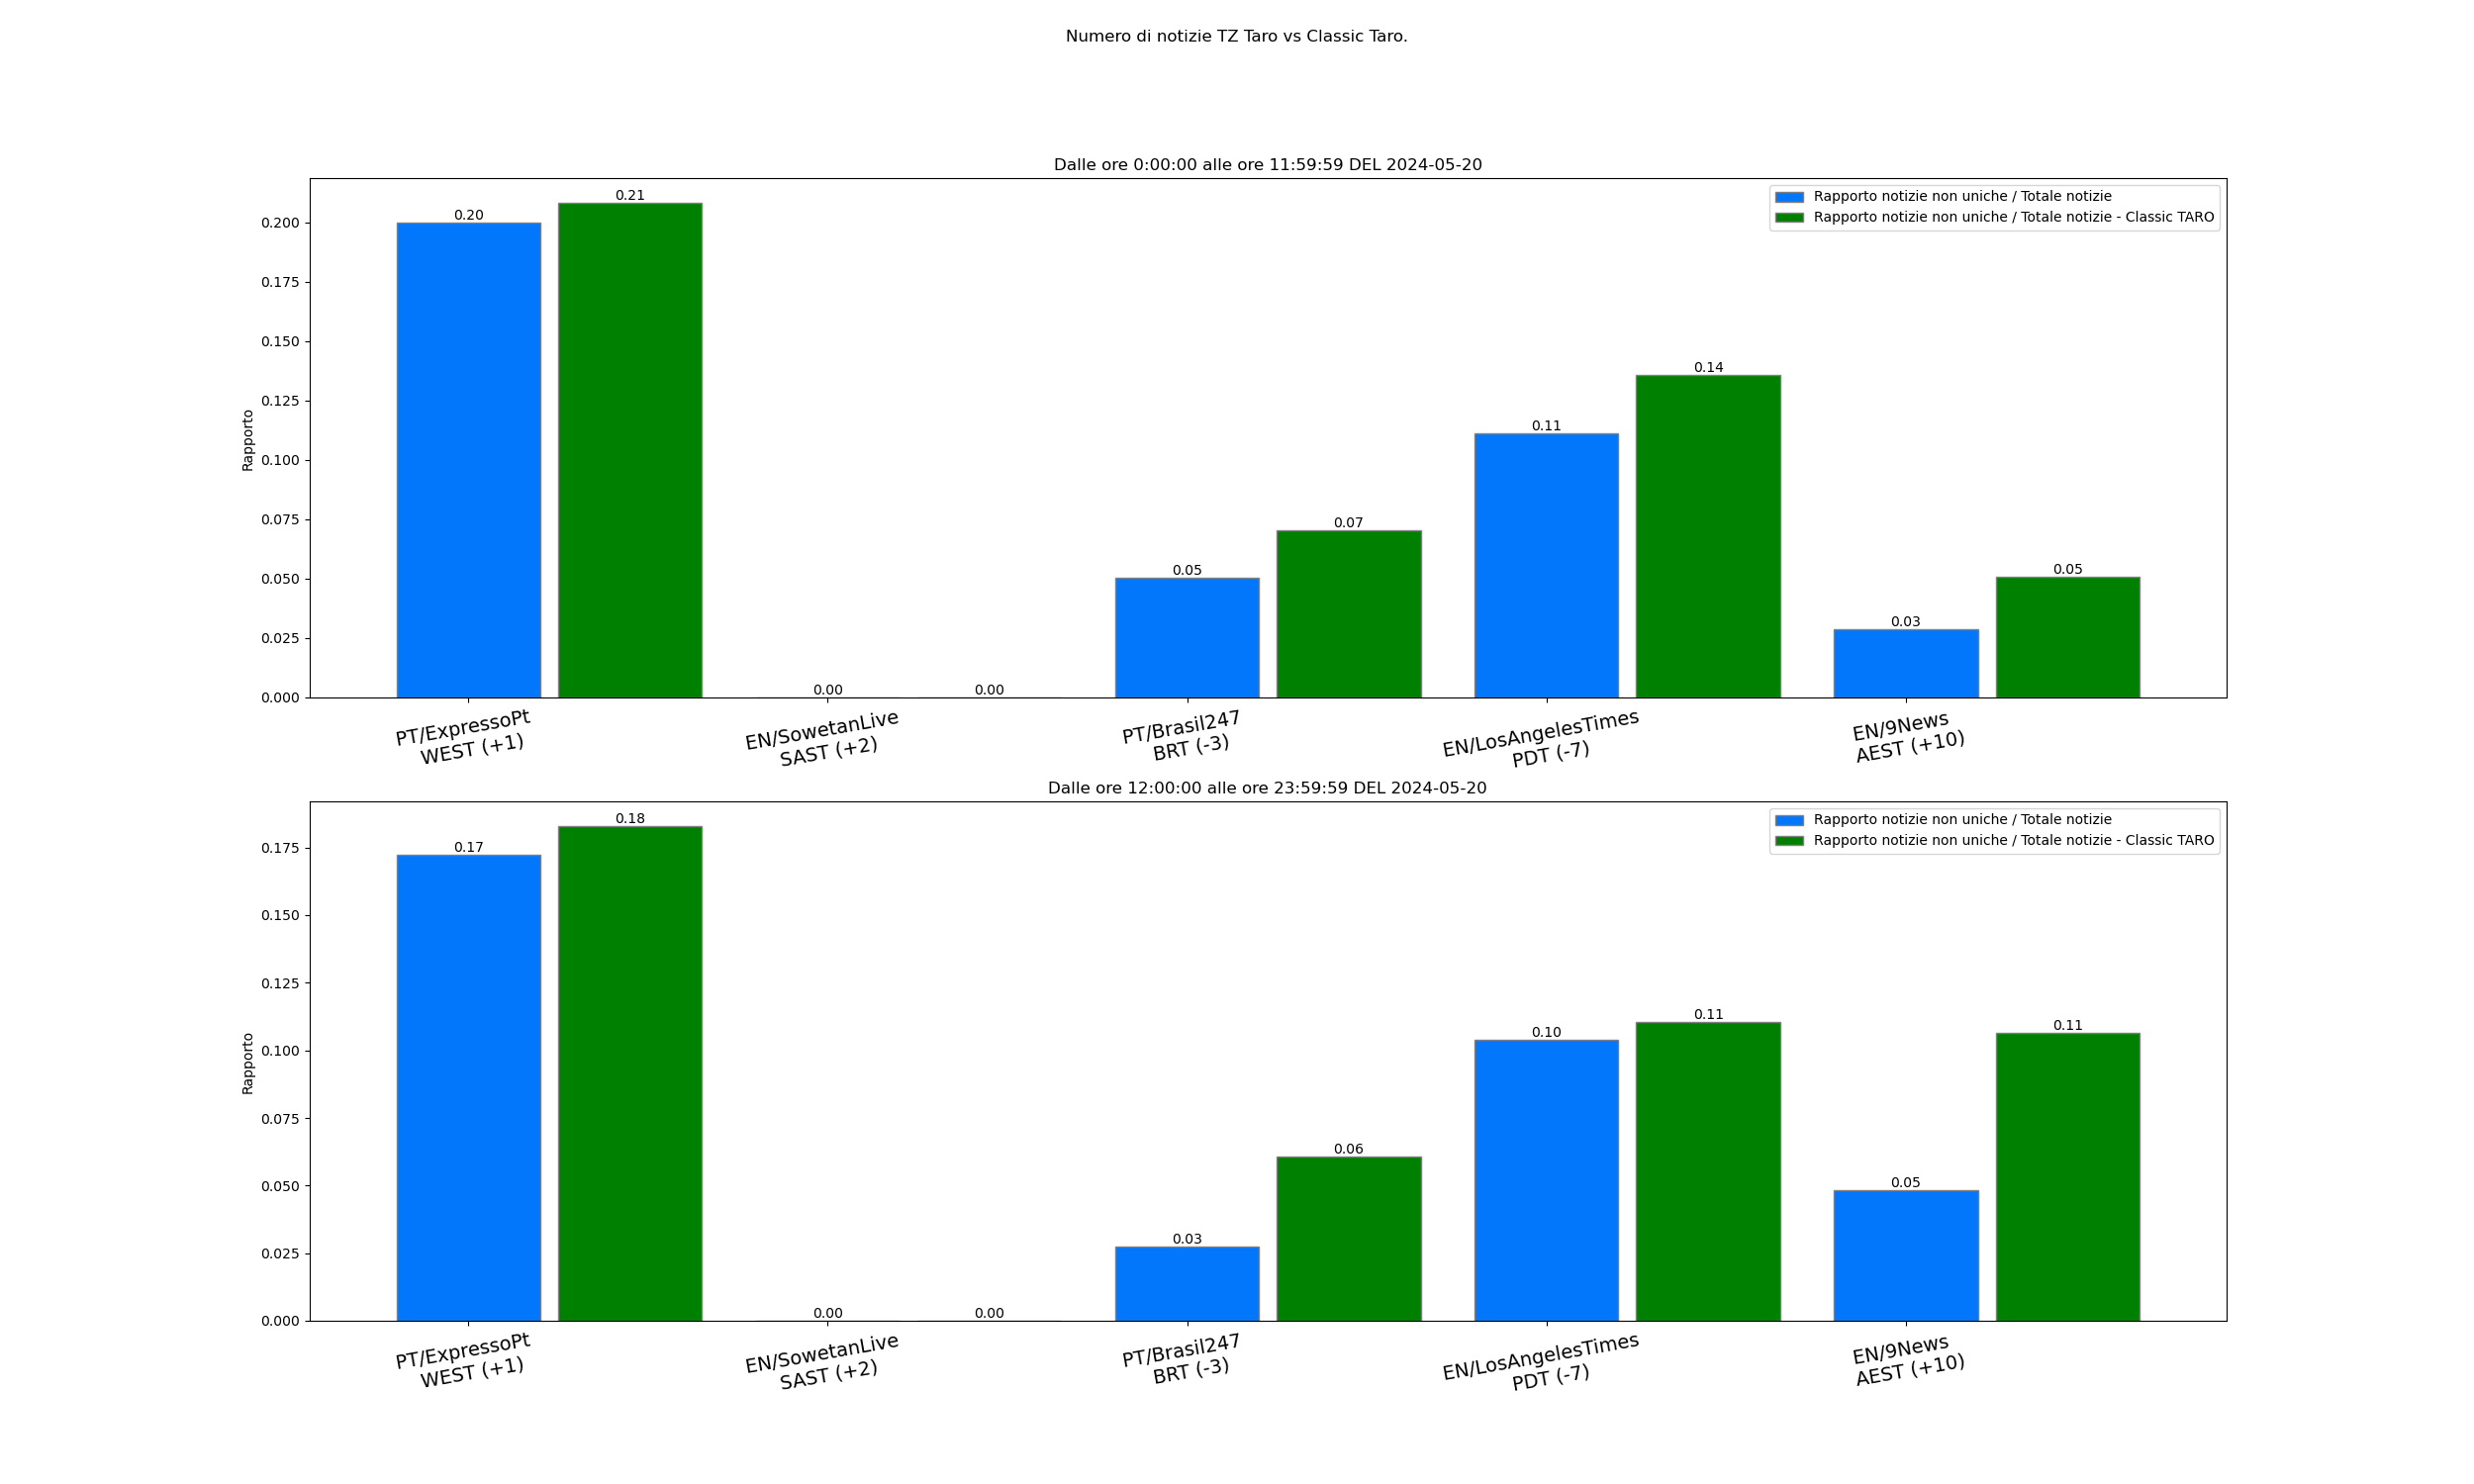 Numero di notizie TZ Taro vs Classic Taro.
Dalle ore 0:00:00 alle ore 11:59:59 DEL 2024-05-20
Rapporto notizie non uniche / Totale notizie
Rapporto notizie non uniche / Totale notizie - Classic TARO
Rapporto
0.200
0.175
0.150
0.125
0.100
0.075
0.050
0.025
0.000
0.20
0.21
0.00
0.00
0.05
0.07
0.11
0.14
0.03
0.05
PT/ExpressoPt
WEST (+1)
EN/SowetanLive
SAST (+2)
PT/Brasil247
BRT (-3)
EN/LosAngelesTimes
PDT (-7)
EN/9News
AEST (+10)
Dalle ore 12:00:00 alle ore 23:59:59 DEL 2024-05-20
Rapporto notizie non uniche / Totale notizie
Rapporto notizie non uniche / Totale notizie - Classic TARO
Rapporto
0.175
0.150
0.125
0.100
0.075
0.050
0.025
0.000
0.17
0.18
0.00
0.00
0.03
0.06
0.10
0.11
0.05
0.11
PT/ExpressoPt
WEST (+1)
EN/SowetanLive
SAST (+2)
PT/Brasil247
BRT (-3)
EN/LosAngelesTimes
PDT (-7)
EN/9News
AEST (+10)